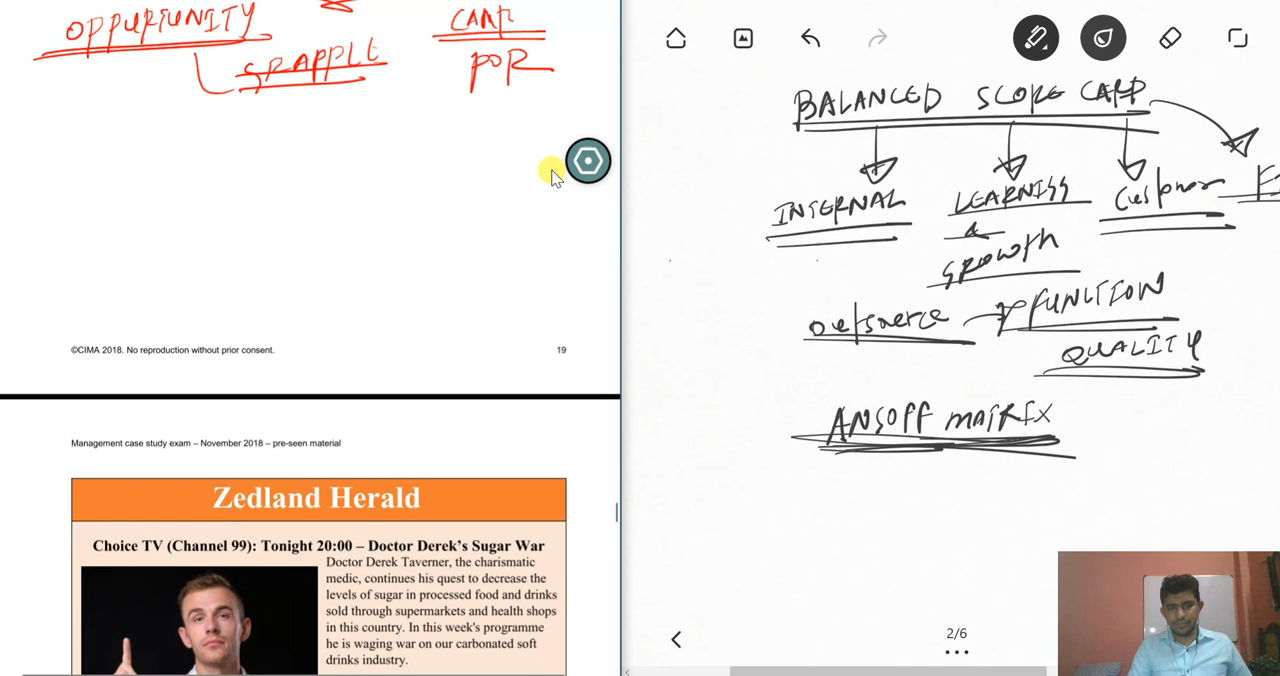 OPPURTUNITY
GRAPPLE
CAMP
POR
©CIMA 2018. No reproduction without prior consent.
19
Management case study exam – November 2018 – pre-seen material
Zedland Herald
Choice TV (Channel 99): Tonight 20:00 – Doctor Derek's Sugar War
Doctor Derek Taverner, the charismatic
medic, continues his quest to decrease the
levels of sugar in processed food and drinks
sold through supermarkets and health shops
in this country. In this week's programme
he is waging war on our carbonated soft
drinks industry.
BALANCED SCORE CARD
INTERNAL
LEARNING
&
GROWTH
Customer
Outsource
FUNCTION
QUALITY
ANSOFF MATRIX
2/6